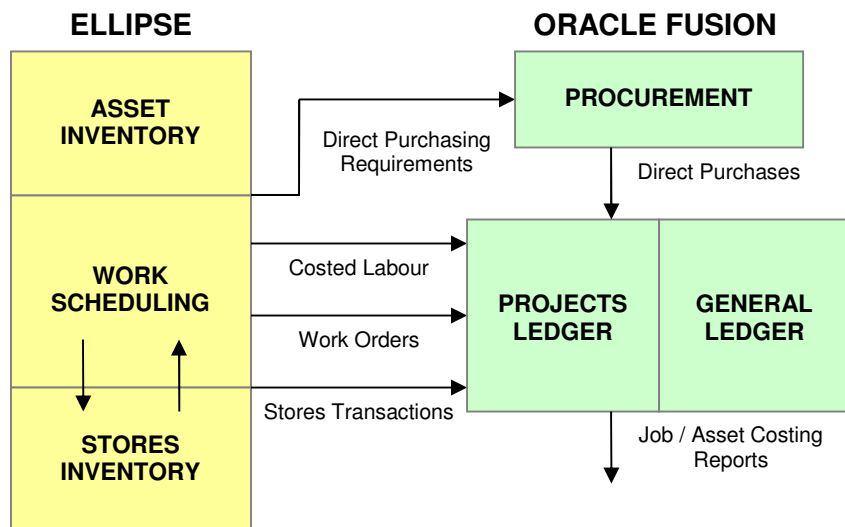 ELLIPSE
ORACLE FUSION
ASSET
INVENTORY
PROCUREMENT
Direct Purchasing
Requirements
Direct Purchases
WORK
SCHEDULING
Costed Labour
PROJECTS
LEDGER
GENERAL
LEDGER
Work Orders
Stores Transactions
STORES
INVENTORY
Job / Asset Costing
Reports